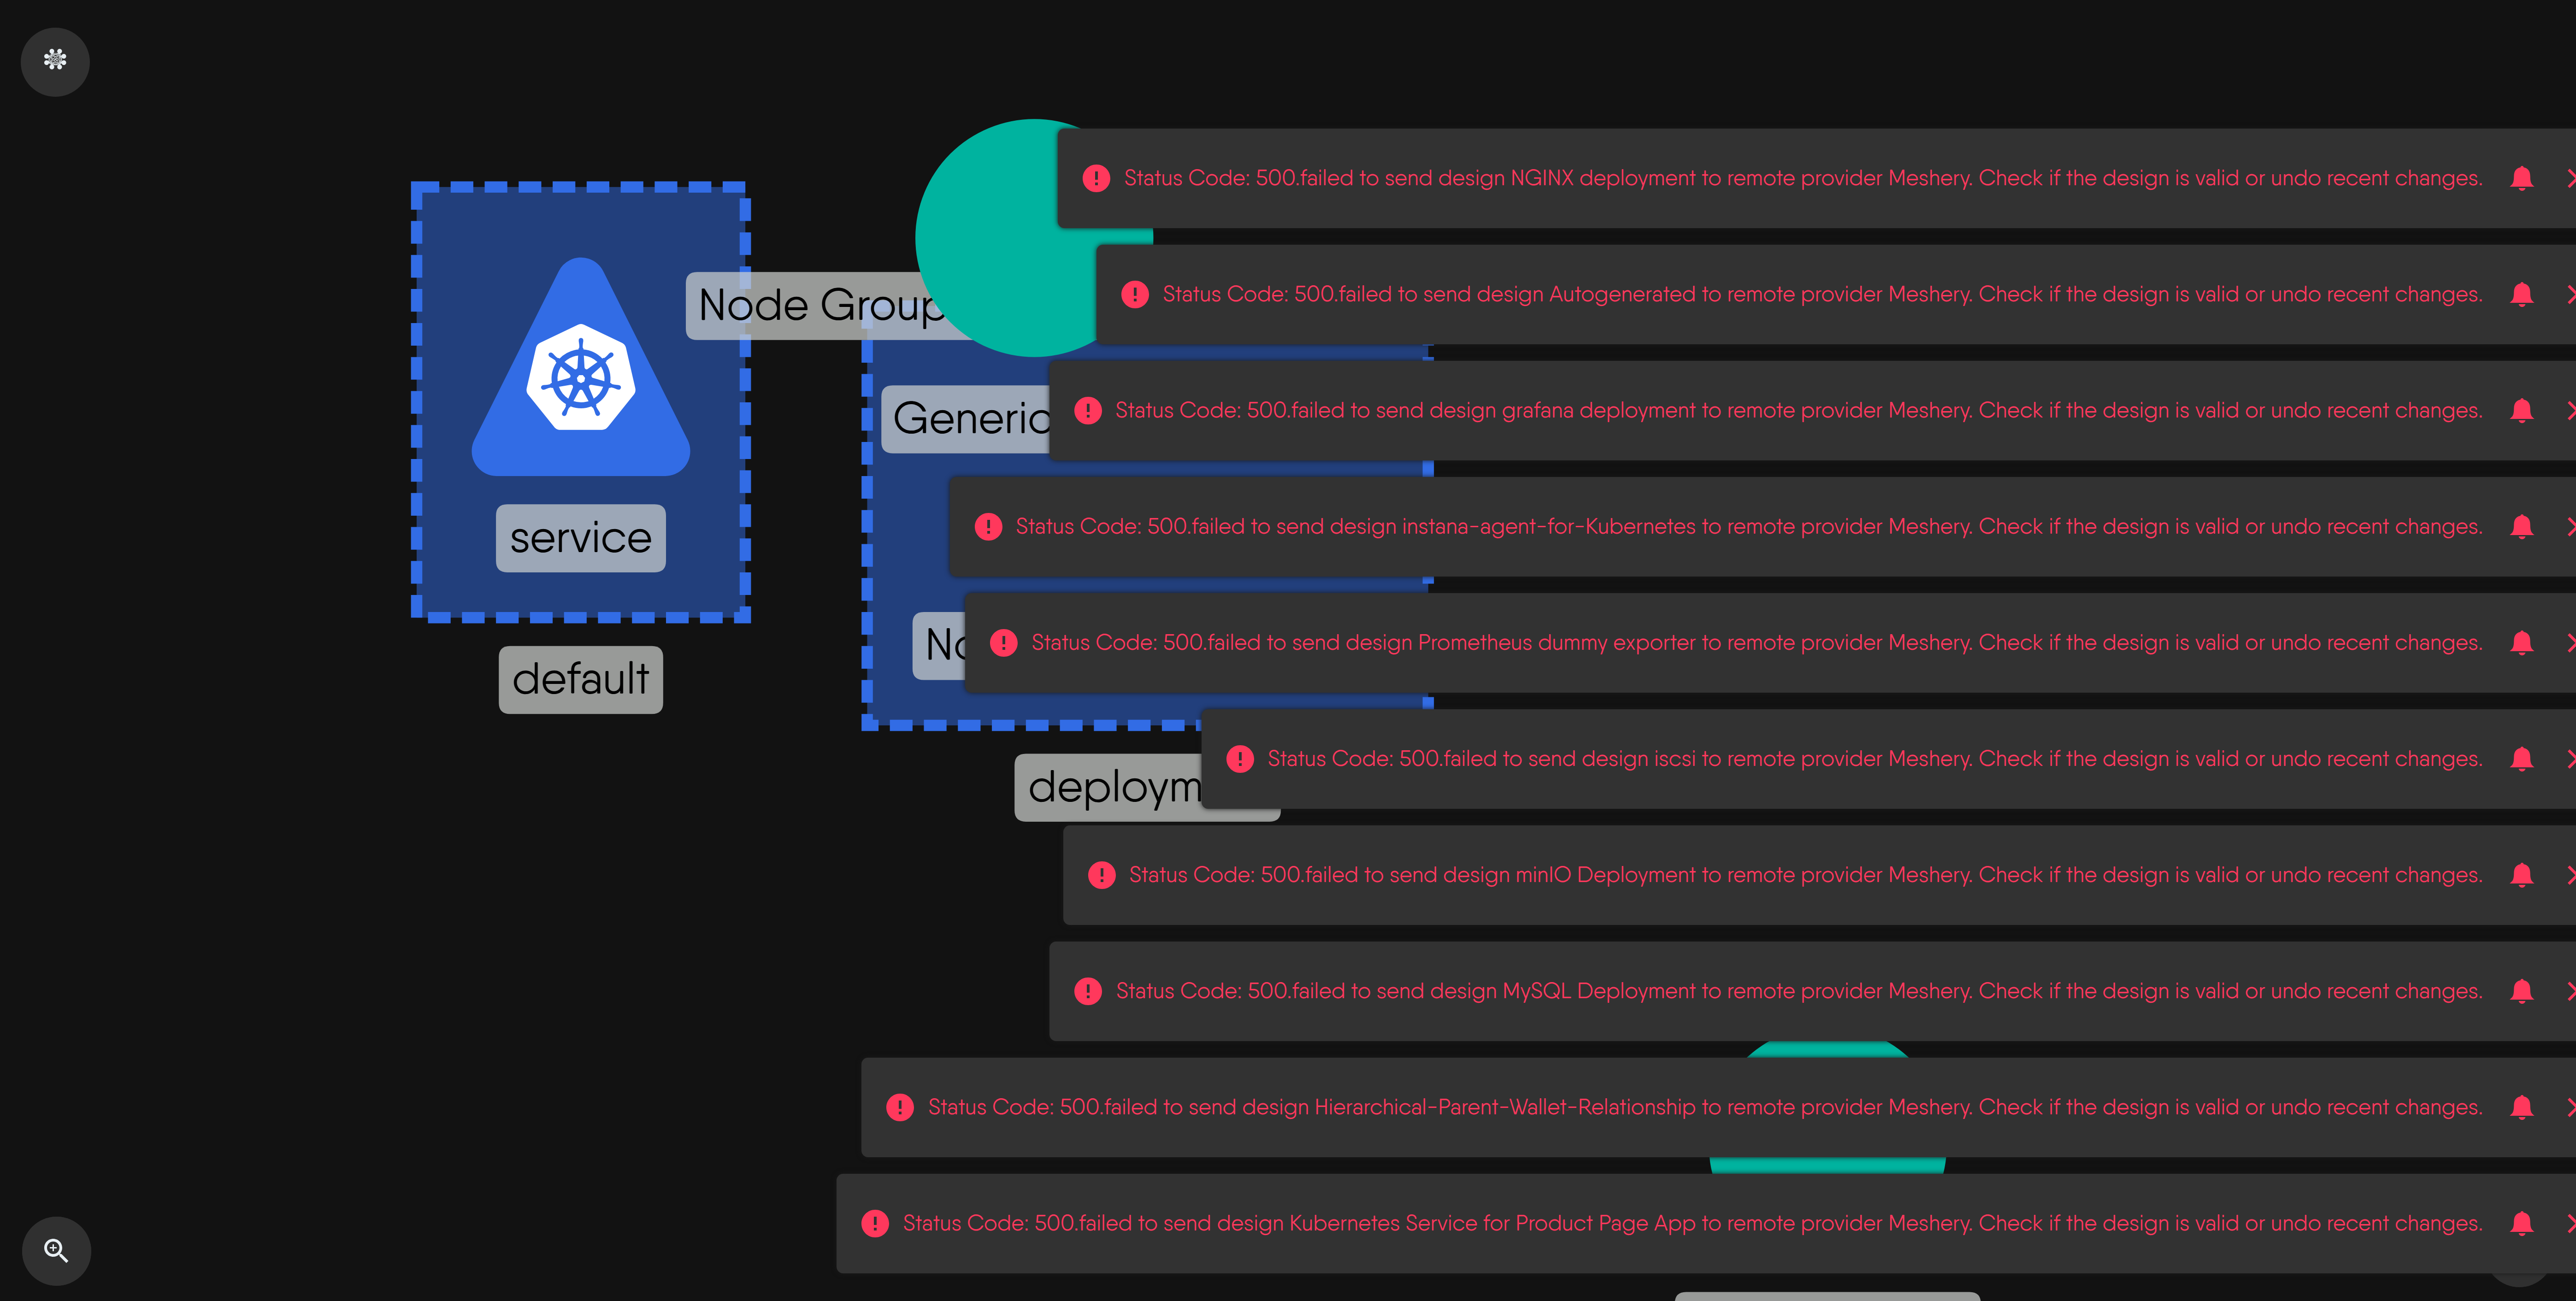 Status Code: 500.failed to send design NGINX deployment to remote provider Meshery. Check if the design is valid or undo recent changes.
Node Group
Status Code: 500.failed to send design Autogenerated to remote provider Meshery. Check if the design is valid or undo recent changes.
Generic
Status Code: 500.failed to send design grafana deployment to remote provider Meshery. Check if the design is valid or undo recent changes.
service
Status Code: 500.failed to send design instana-agent-for-Kubernetes to remote provider Meshery. Check if the design is valid or undo recent changes.
Status Code: 500.failed to send design Prometheus dummy exporter to remote provider Meshery. Check if the design is valid or undo recent changes.
default
Status Code: 500.failed to send design iscsi to remote provider Meshery. Check if the design is valid or undo recent changes.
deploym
Status Code: 500.failed to send design minIO Deployment to remote provider Meshery. Check if the design is valid or undo recent changes.
Status Code: 500.failed to send design MySQL Deployment to remote provider Meshery. Check if the design is valid or undo recent changes.
Status Code: 500.failed to send design Hierarchical-Parent-Wallet-Relationship to remote provider Meshery. Check if the design is valid or undo recent changes.
Status Code: 500.failed to send design Kubernetes Service for Product Page App to remote provider Meshery. Check if the design is valid or undo recent changes.